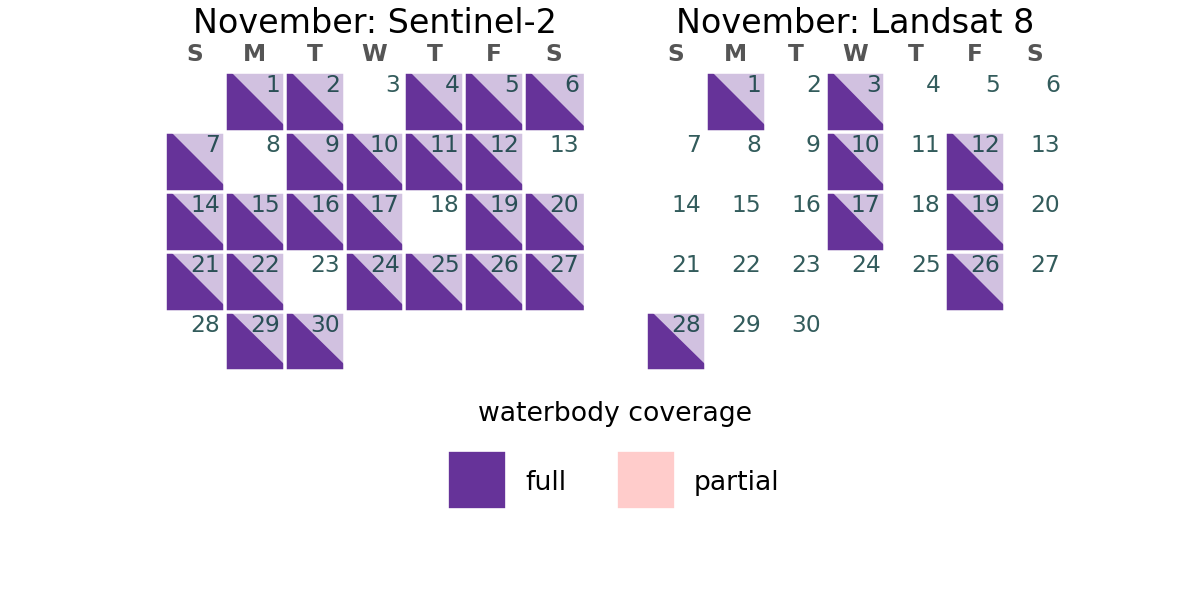 November: Sentinel-2
S M T W T F S
1 2 3 4 5 6
7 8 9 10 11 12 13
14 15 16 17 18 19 20
21 22 23 24 25 26 27
28 29 30
November: Landsat 8
S M T W T F S
1 2 3 4 5 6
7 8 9 10 11 12 13
14 15 16 17 18 19 20
21 22 23 24 25 26 27
28 29 30
waterbody coverage
full
partial